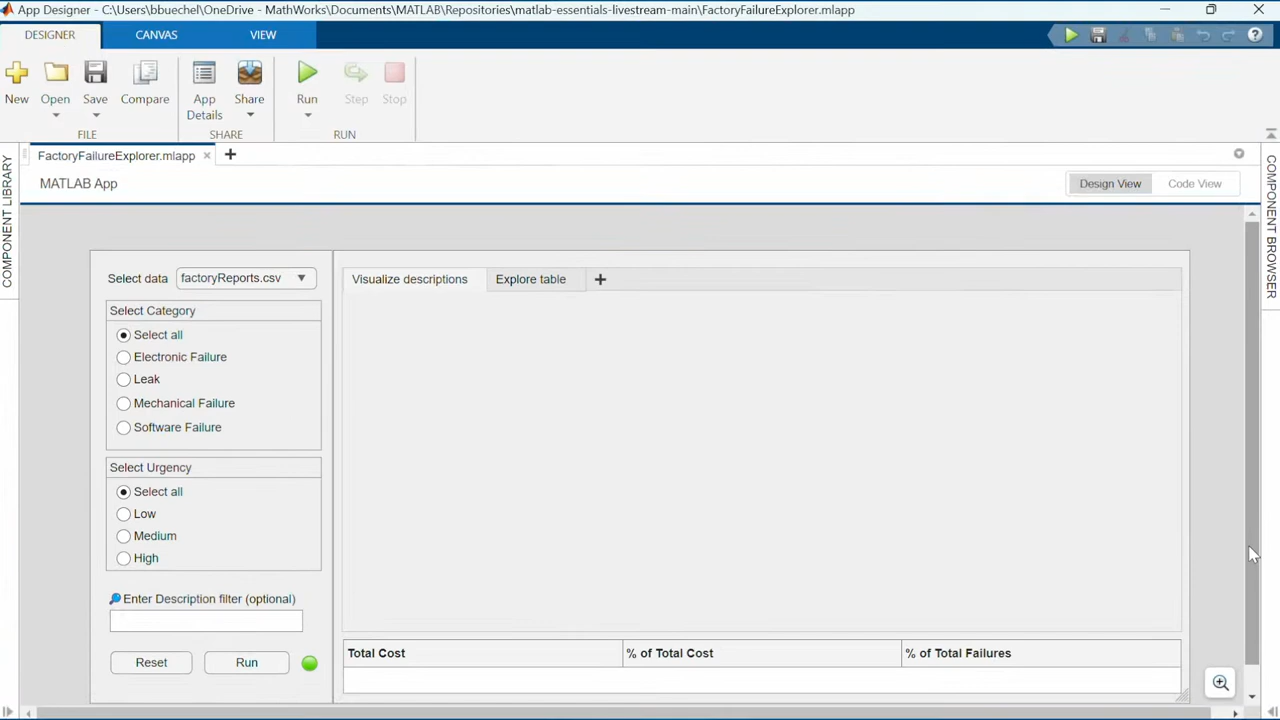 App Designer - C:\Users\bbuechel\OneDrive - MathWorks\Documents\MATLAB\Repositories\matlab-essentials-livestream-main\FactoryFailureExplorer.mlapp
DESIGNER CANVAS VIEW
New Open Save Compare App Details Share Run Step Stop
FILE SHARE RUN
FactoryFailureExplorer.mlapp
MATLAB App Design View Code View
COMPONENT LIBRARY
COMPONENT BROWSER
Select data factoryReports.csv
Visualize descriptions Explore table
Select Category
Select all
Electronic Failure
Leak
Mechanical Failure
Software Failure
Select Urgency
Select all
Low
Medium
High
Enter Description filter (optional)
Reset Run
Total Cost % of Total Cost % of Total Failures